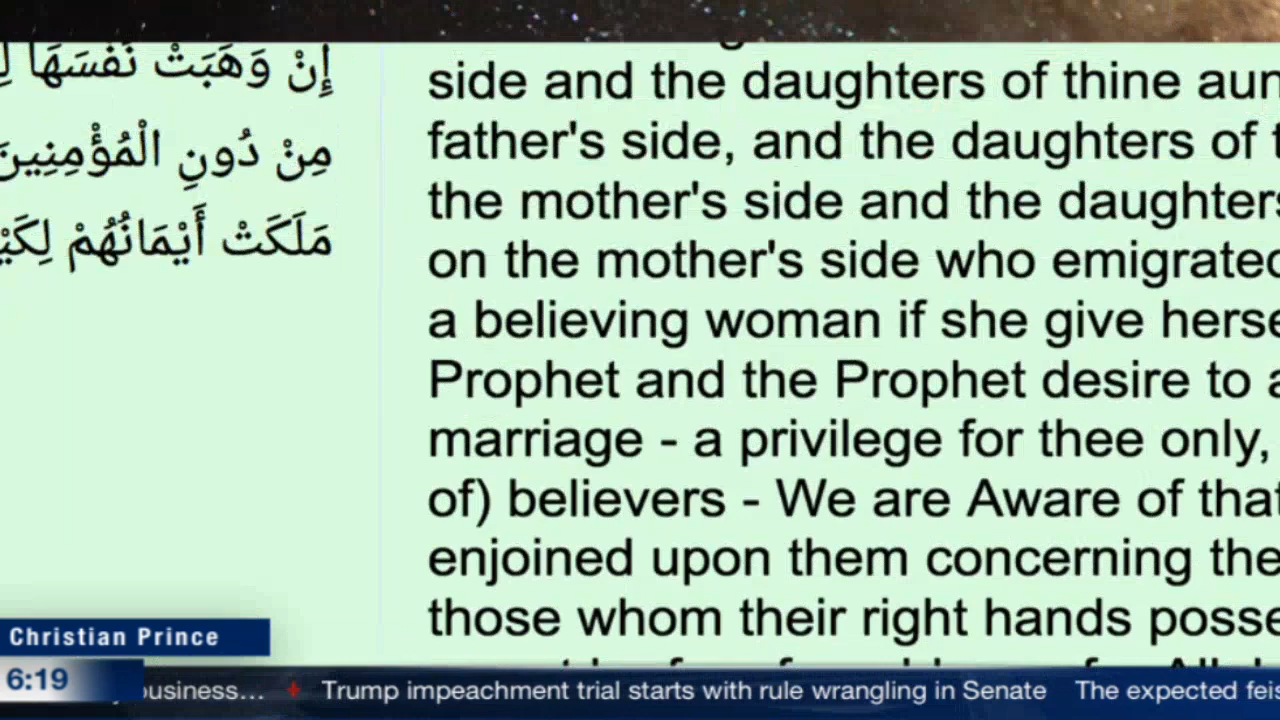 إِنْ وَهَبَتْ نَفْسَهَا
مِنْ دُونِ الْمُؤْمِنِينَ
مَلَكَتْ أَيْمَانُهُمْ
side and the daughters of thine
father's side, and the daughters of
the mother's side and the daughters
on the mother's side who emigrated
a believing woman if she give
Prophet and the Prophet desire to
marriage - a privilege for thee only,
of) believers - We are Aware of that
enjoined upon them concerning
those whom their right hands
Christian Prince
6:19
business... Trump impeachment trial starts with rule wrangling in Senate The expected